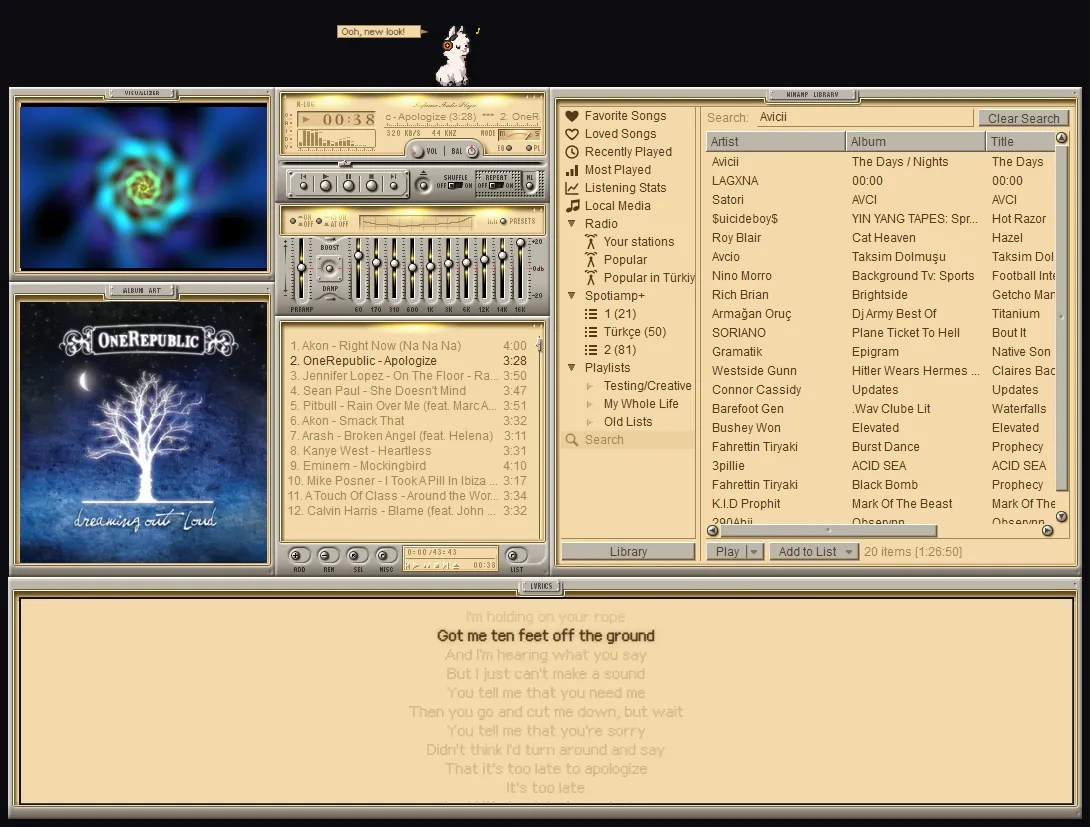 Ooh, new look!
VISUALIZER
00:38
c - Apologize (3:28) *** 2. OneR
320 KB/S 44 KHZ MODE
VOL BAL
EQ PL
SHUFFLE
OFF ON
REPEAT
OFF ON
ML
PRESETS
BOOST
DAMP
+20
0db
-20
PREAMP 60 170 310 600 1K 3K 6K 12K 14K 16K
ALBUM ART
ONEREPUBLIC
dreaming out loud
1. Akon - Right Now (Na Na Na) 4:00
2. OneRepublic - Apologize 3:28
3. Jennifer Lopez - On The Floor - Ra... 3:50
4. Sean Paul - She Doesn't Mind 3:47
5. Pitbull - Rain Over Me (feat. Marc A... 3:51
6. Akon - Smack That 3:32
7. Arash - Broken Angel (feat. Helena) 3:11
8. Kanye West - Heartless 3:31
9. Eminem - Mockingbird 4:10
10. Mike Posner - I Took A Pill In Ibiza ... 3:17
11. A Touch Of Class - Around the Wor... 3:34
12. Calvin Harris - Blame (feat. John ... 3:32
0:00/43:43
00:38
ADD REM SEL MISC LIST
WINAMP LIBRARY
Favorite Songs
Loved Songs
Recently Played
Most Played
Listening Stats
Local Media
Radio
Your stations
Popular
Popular in Türkiy
Spotiamp+
1 (21)
Türkçe (50)
2 (81)
Playlists
Testing/Creative
My Whole Life
Old Lists
Search
Library
Search: Avicii Clear Search
Artist Album Title
Avicii The Days / Nights The Days
LAGXNA 00:00 00:00
Satori AVCI AVCI
$uicideboy$ YIN YANG TAPES: Spr... Hot Razor
Roy Blair Cat Heaven Hazel
Avcio Taksim Dolmuşu Taksim Dol
Nino Morro Background Tv: Sports Football Inte
Rich Brian Brightside Getcho Mar
Armağan Oruç Dj Army Best Of Titanium
SORIANO Plane Ticket To Hell Bout It
Gramatik Epigram Native Son
Westside Gunn Hitler Wears Hermes ... Claires Bac
Connor Cassidy Updates Updates
Barefoot Gen .Wav Clube Lit Waterfalls
Bushey Won Elevated Elevated
Fahrettin Tiryaki Burst Dance Prophecy
3pillie ACID SEA ACID SEA
Fahrettin Tiryaki Black Bomb Prophecy
K.I.D Prophit Mark Of The Beast Mark Of The
Play Add to List 20 items [1:26:50]
LYRICS
I'm holding on your rope
Got me ten feet off the ground
And I'm hearing what you say
But I just can't make a sound
You tell me that you need me
Then you go and cut me down, but wait
You tell me that you're sorry
Didn't think I'd turn around and say
That it's too late to apologize
It's too late